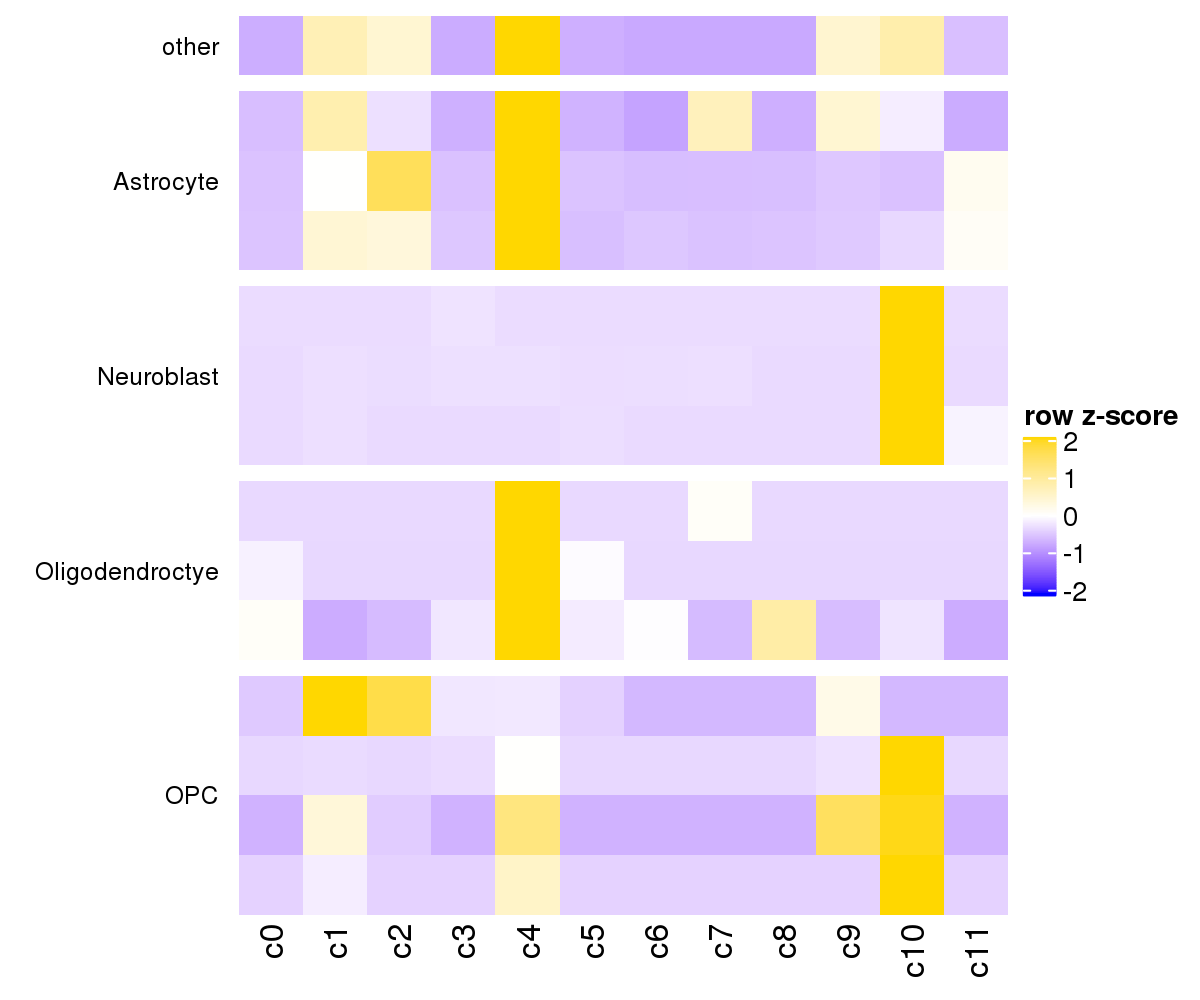 other
Astrocyte
Neuroblast
Oligodendroctye
OPC
c0 c1 c2 c3 c4 c5 c6 c7 c8 c9 c10 c11
row z-score
2
1
0
-1
-2